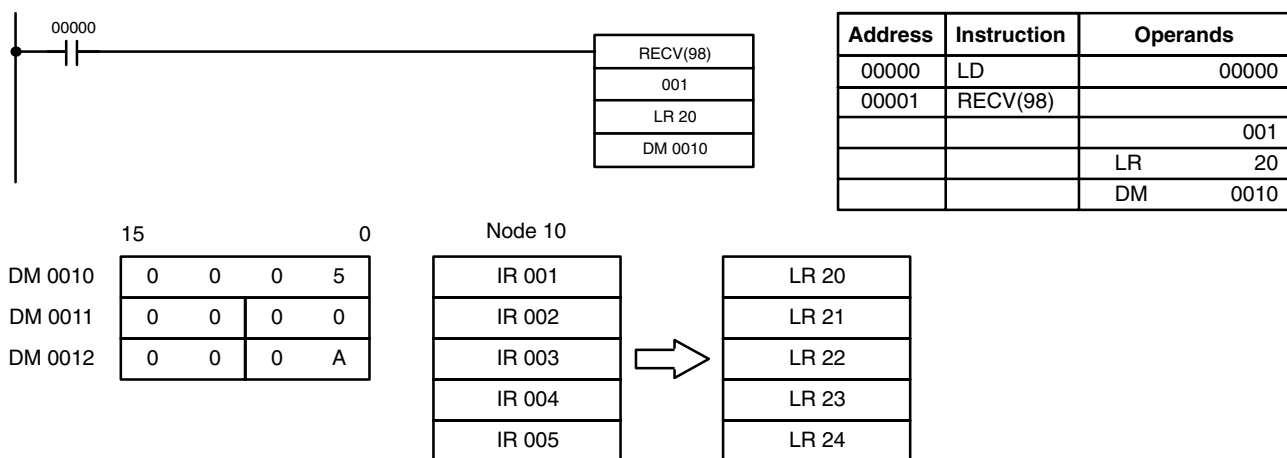 00000
RECV(98)
001
LR 20
DM 0010
Address Instruction Operands
00000 LD 00000
00001 RECV(98)
001
LR 20
DM 0010
15 0 Node 10
DM 0010 0 0 0 5 IR 001 LR 20
DM 0011 0 0 0 0 IR 002 LR 21
DM 0012 0 0 0 A IR 003 LR 22
IR 004 LR 23
IR 005 LR 24